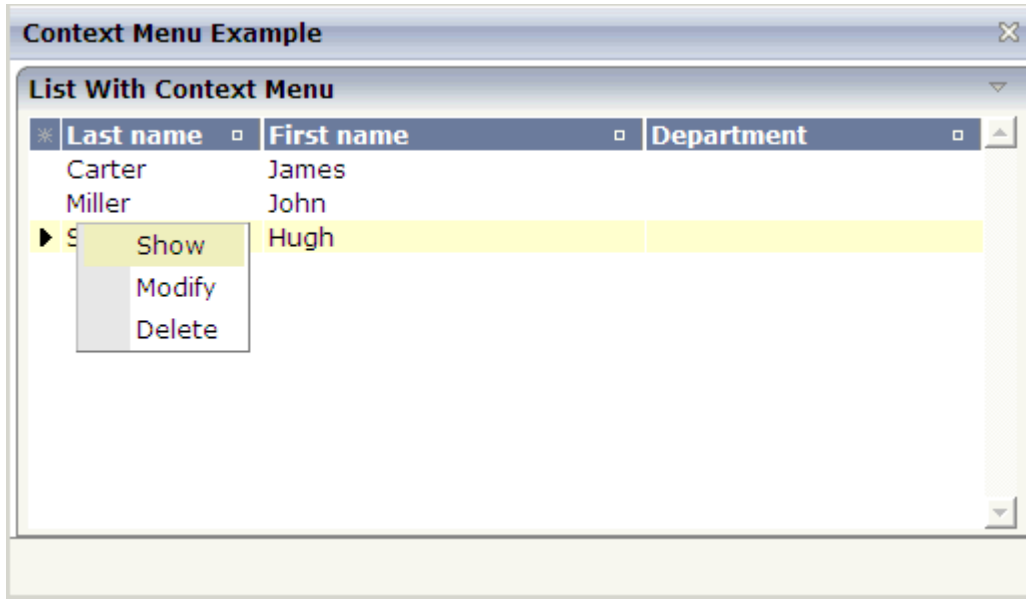 Context Menu Example
List With Context Menu
Last name First name Department
Carter James
Miller John
Hugh
Show
Modify
Delete